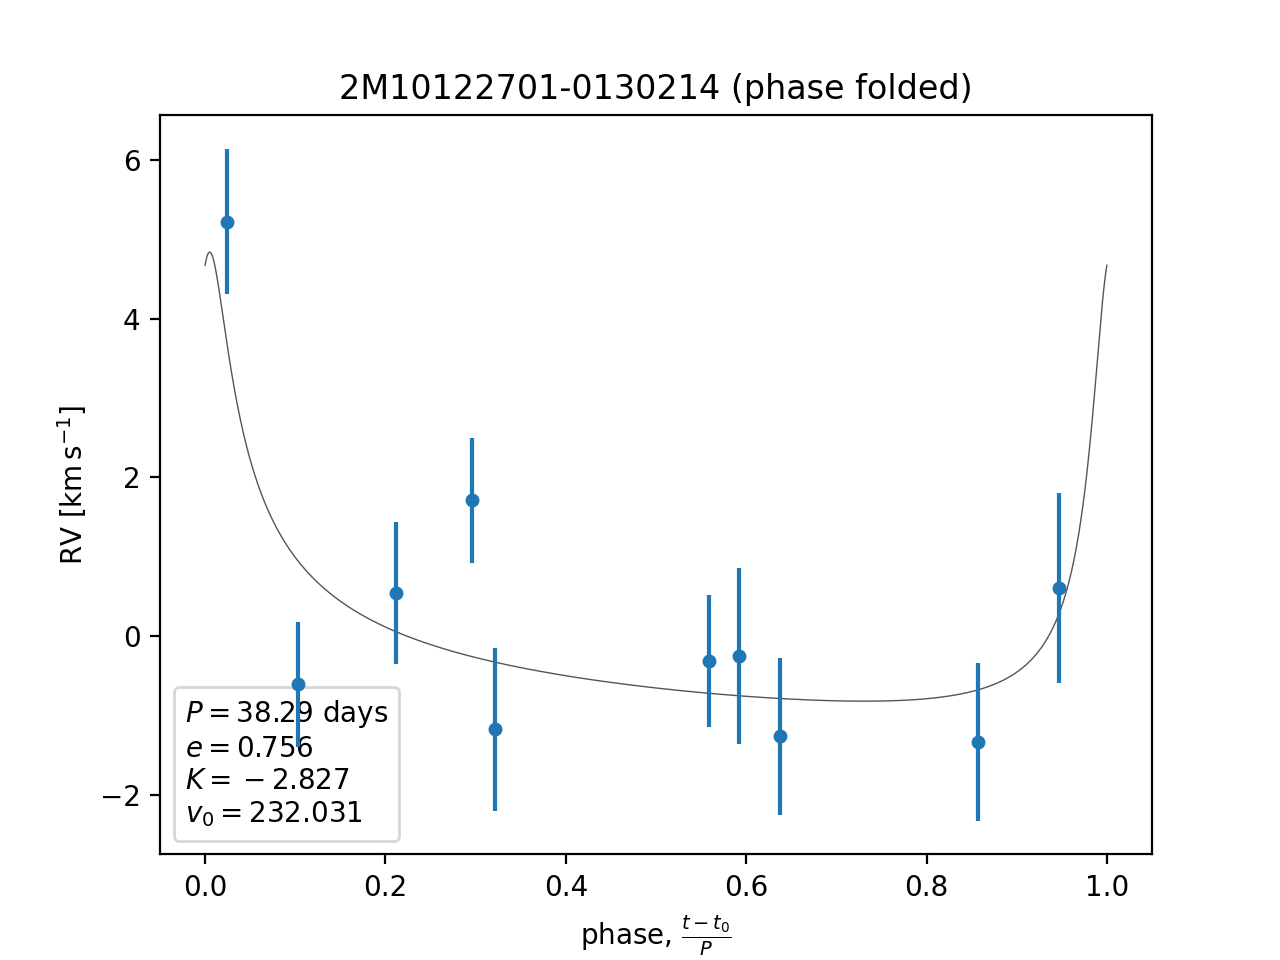 2M10122701-0130214 (phase folded)
6
4
2
0
−2
RV [km s⁻¹]
P = 38.29 days
e = 0.756
K = −2.827
v₀ = 232.031
0.0 0.2 0.4 0.6 0.8 1.0
phase, (t − t₀)/P